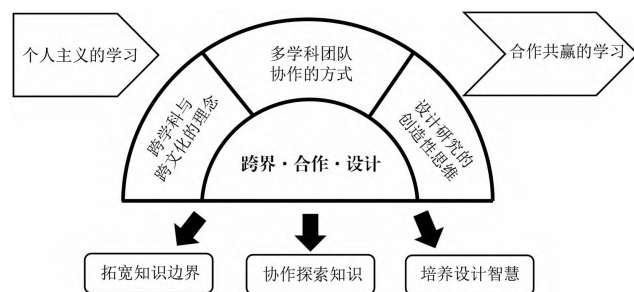 个人主义的学习
多学科团队
协作的方式
合作共赢的学习
跨学科与
跨文化的理念
设计研究的
创造性思维
跨界·合作·设计
拓宽知识边界
协作探索知识
培养设计智慧